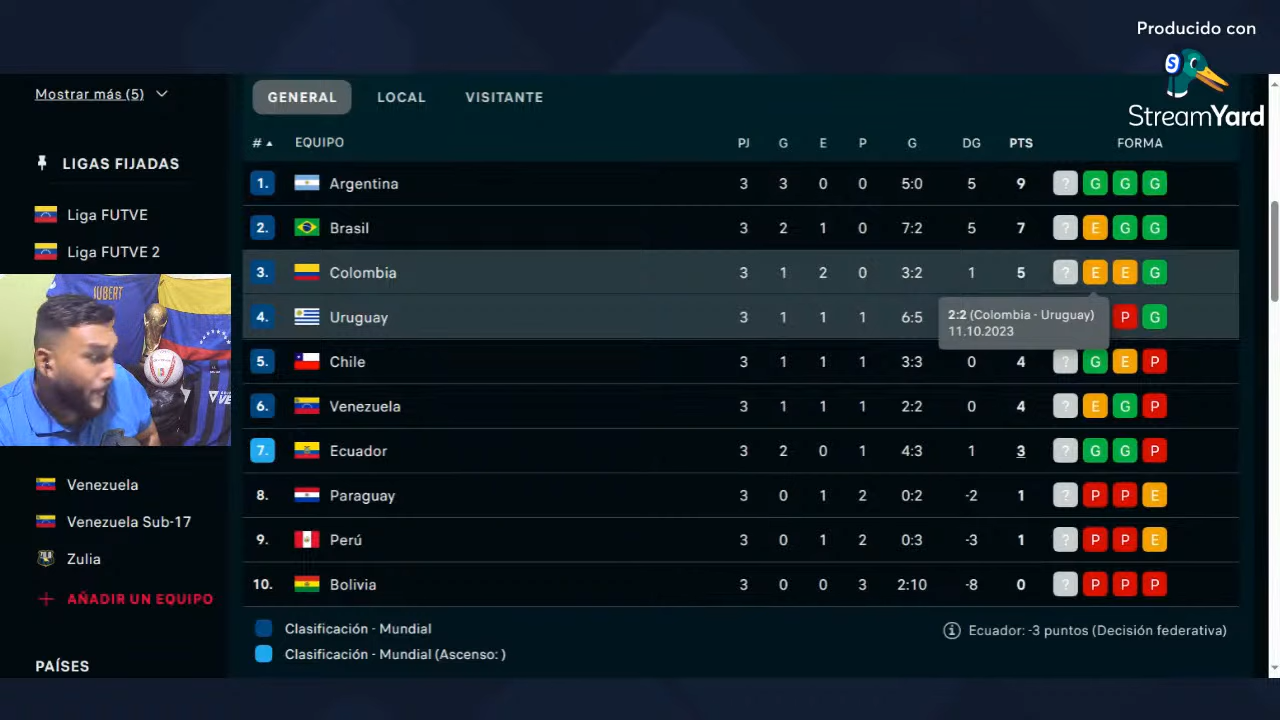 Producido con
StreamYard
Mostrar más (5)
GENERAL LOCAL VISITANTE
# EQUIPO PJ G E P G DG PTS FORMA
LIGAS FIJADAS
Liga FUTVE
Liga FUTVE 2
1. Argentina 3 3 0 0 5:0 5 9 ? G G G
2. Brasil 3 2 1 0 7:2 5 7 ? E G G
3. Colombia 3 1 2 0 3:2 1 5 ? E E G
4. Uruguay 3 1 1 1 6:5 P G
2:2 (Colombia - Uruguay)
11.10.2023
5. Chile 3 1 1 1 3:3 0 4 ? G E P
6. Venezuela 3 1 1 1 2:2 0 4 ? E G P
7. Ecuador 3 2 0 1 4:3 1 3 ? G G P
8. Paraguay 3 0 1 2 0:2 -2 1 ? P P E
9. Perú 3 0 1 2 0:3 -3 1 ? P P E
10. Bolivia 3 0 0 3 2:10 -8 0 ? P P P
Venezuela
Venezuela Sub-17
Zulia
+ AÑADIR UN EQUIPO
PAÍSES
Clasificación - Mundial
Clasificación - Mundial (Ascenso: )
Ecuador: -3 puntos (Decisión federativa)